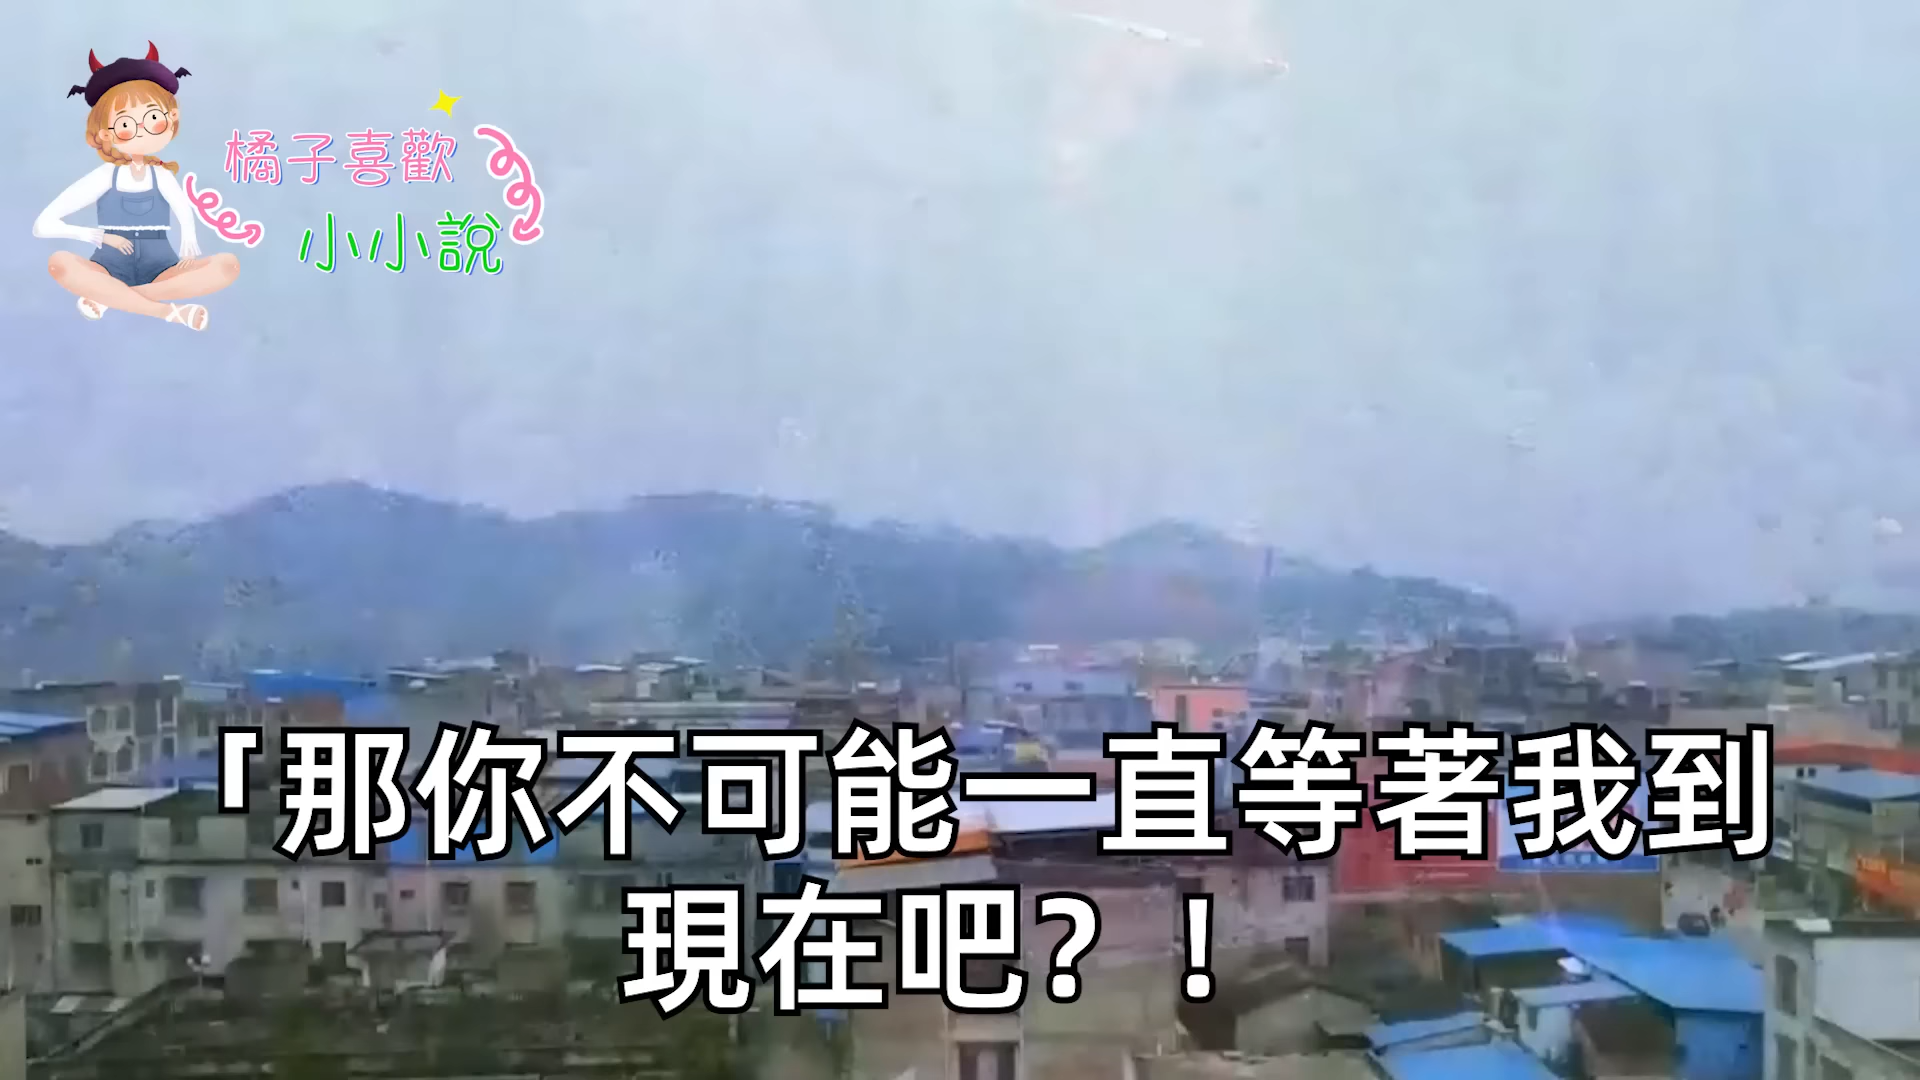 橘子喜歡
小小說
「那你不可能一直等著我到
現在吧？！